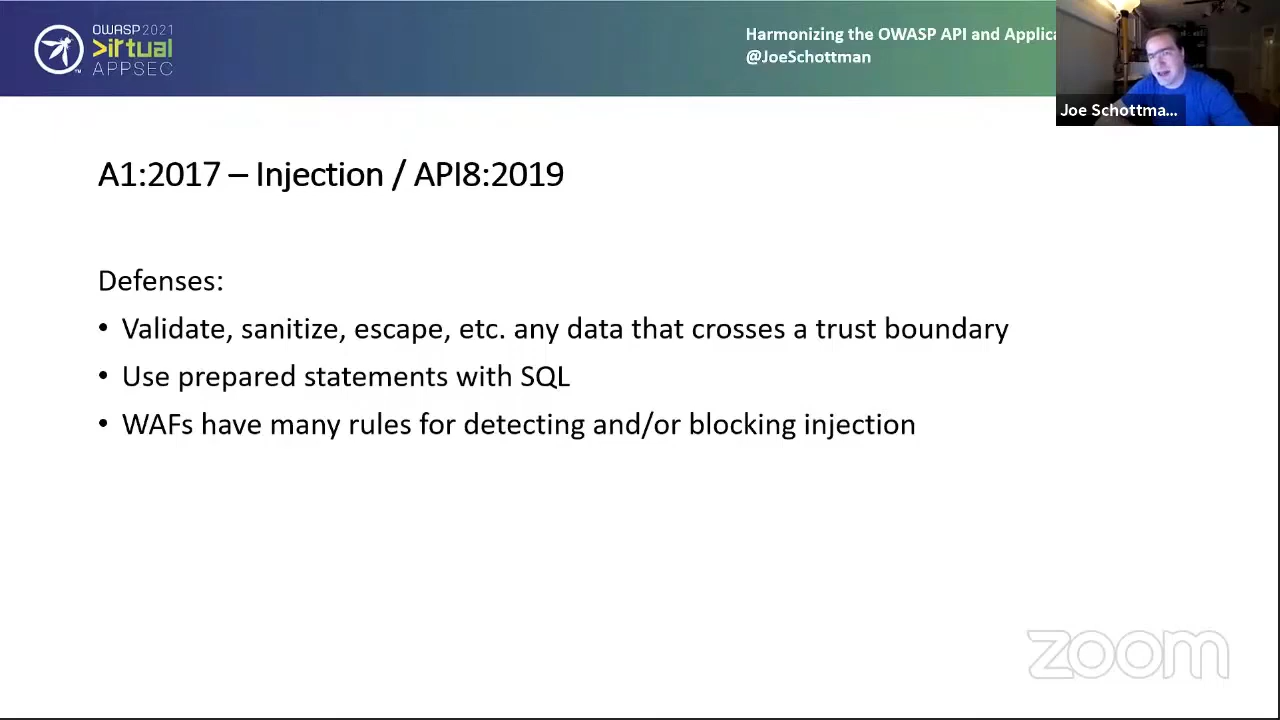 OWASP 2021
>irtual
APPSEC
Harmonizing the OWASP API and Applica
@JoeSchottman
Joe Schottma...
A1:2017 – Injection / API8:2019
Defenses:
• Validate, sanitize, escape, etc. any data that crosses a trust boundary
• Use prepared statements with SQL
• WAFs have many rules for detecting and/or blocking injection
zoom